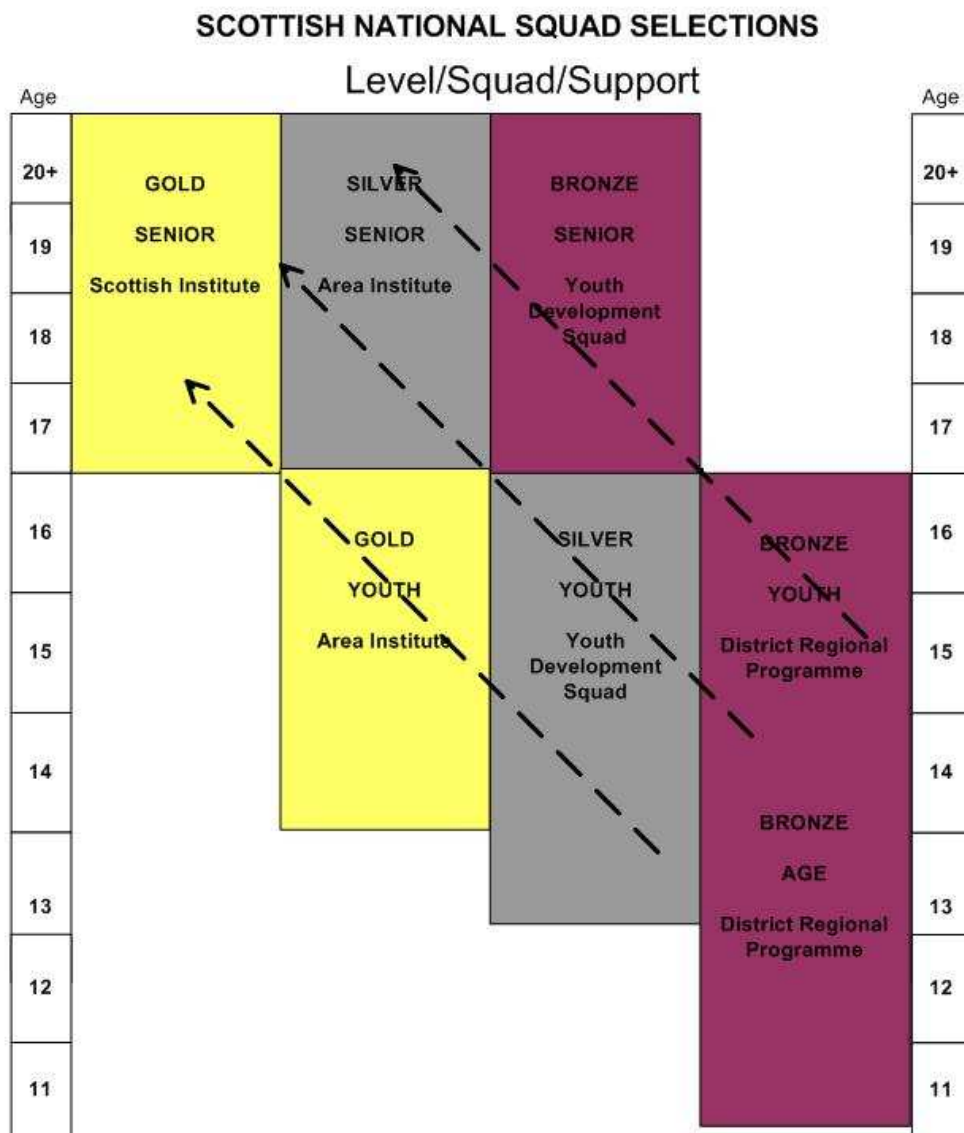 SCOTTISH NATIONAL SQUAD SELECTIONS
Level/Squad/Support
Age
Age
20+
19
18
17
16
15
14
13
12
11
GOLD
SENIOR
Scottish Institute
SILVER
SENIOR
Area Institute
BRONZE
SENIOR
Youth
Development
Squad
GOLD
YOUTH
Area Institute
SILVER
YOUTH
Youth
Development
Squad
BRONZE
YOUTH
District Regional
Programme
BRONZE
AGE
District Regional
Programme
20+
19
18
17
16
15
14
13
12
11